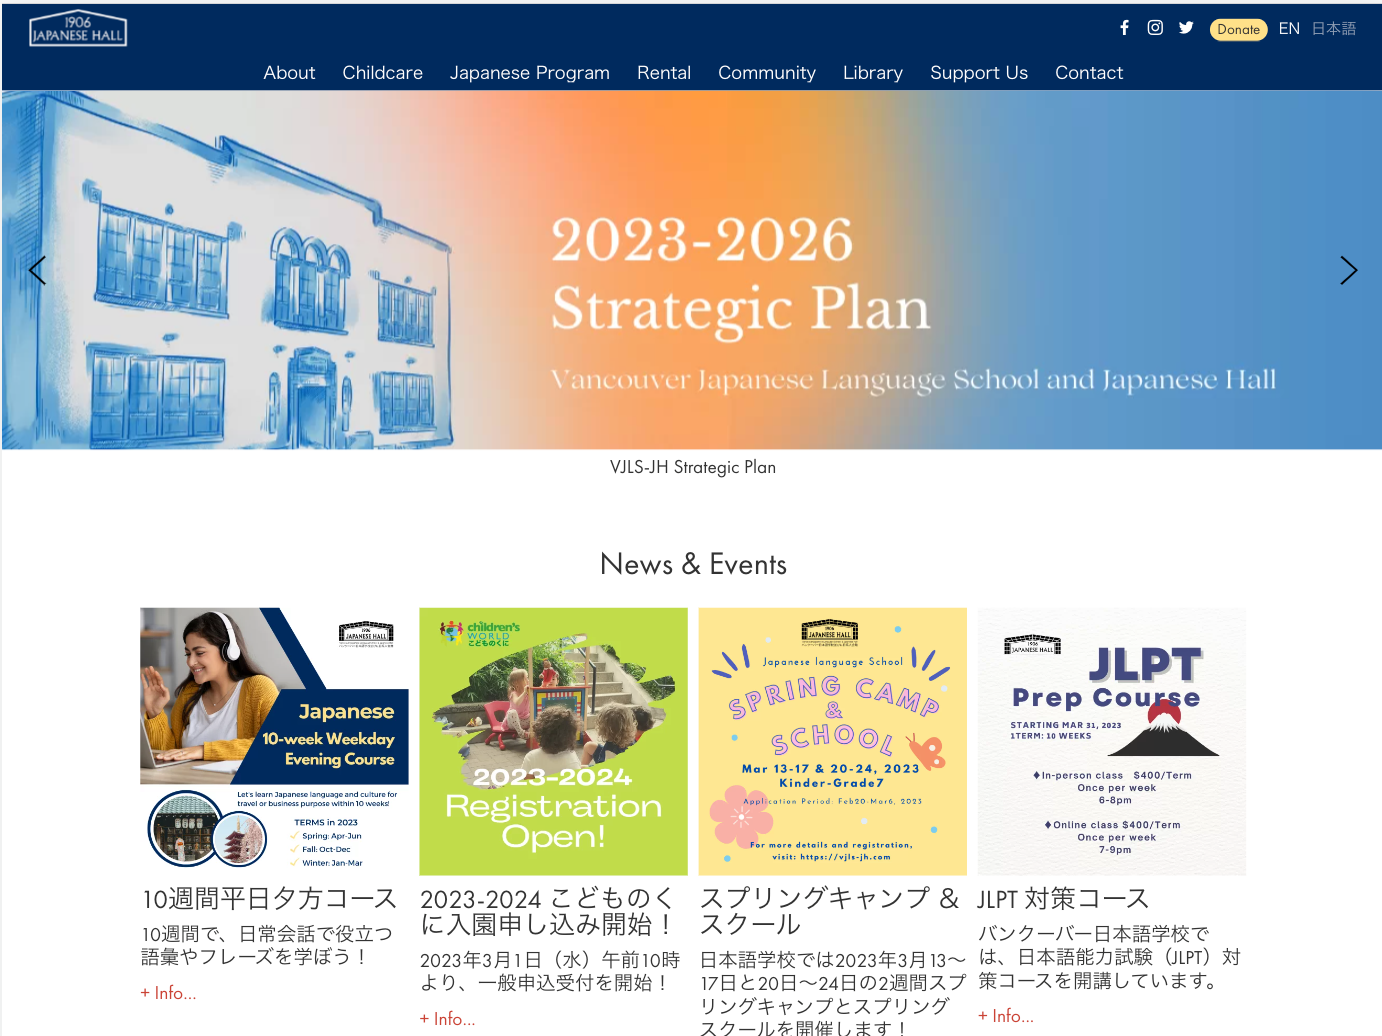 1906
JAPANESE HALL
Donate
EN
日本語
About
Childcare
Japanese Program
Rental
Community
Library
Support Us
Contact
2023-2026
Strategic Plan
Vancouver Japanese Language School and Japanese Hall
VJLS-JH Strategic Plan
News & Events
1906
JAPANESE HALL
Japanese
10-week Weekday
Evening Course
Let's learn Japanese language and culture for
travel or business purpose within 10 weeks!
TERMS in 2023
Spring: Apr-Jun
Fall: Oct-Dec
Winter: Jan-Mar
10週間平日夕方コース
10週間で、日常会話で役立つ
語彙やフレーズを学ぼう！
+ Info...
children's
WORLD
こどものくに
2023-2024
Registration
Open!
2023-2024 こどものく
に入園申し込み開始！
2023年3月1日（水）午前10時
より、一般申込受付を開始！
+ Info...
1906
JAPANESE HALL
Japanese language School
SPRING CAMP
&
SCHOOL
Mar 13-17 & 20-24, 2023
Kinder-Grade7
Application Period: Feb20-Mar6, 2023
For more details and registration,
visit: https://vjls-jh.com
スプリングキャンプ ＆
スクール
日本語学校では2023年3月13〜
17日と20日〜24日の2週間スプ
リングキャンプとスプリング
スクールを開催します！
1906
JAPANESE HALL
JLPT
Prep Course
STARTING MAR 31, 2023
1TERM: 10 WEEKS
♦In-person class $400/Term
Once per week
6-8pm
♦Online class $400/Term
Once per week
7-9pm
JLPT 対策コース
バンクーバー日本語学校で
は、日本語能力試験（JLPT）対
策コースを開講しています。
+ Info...